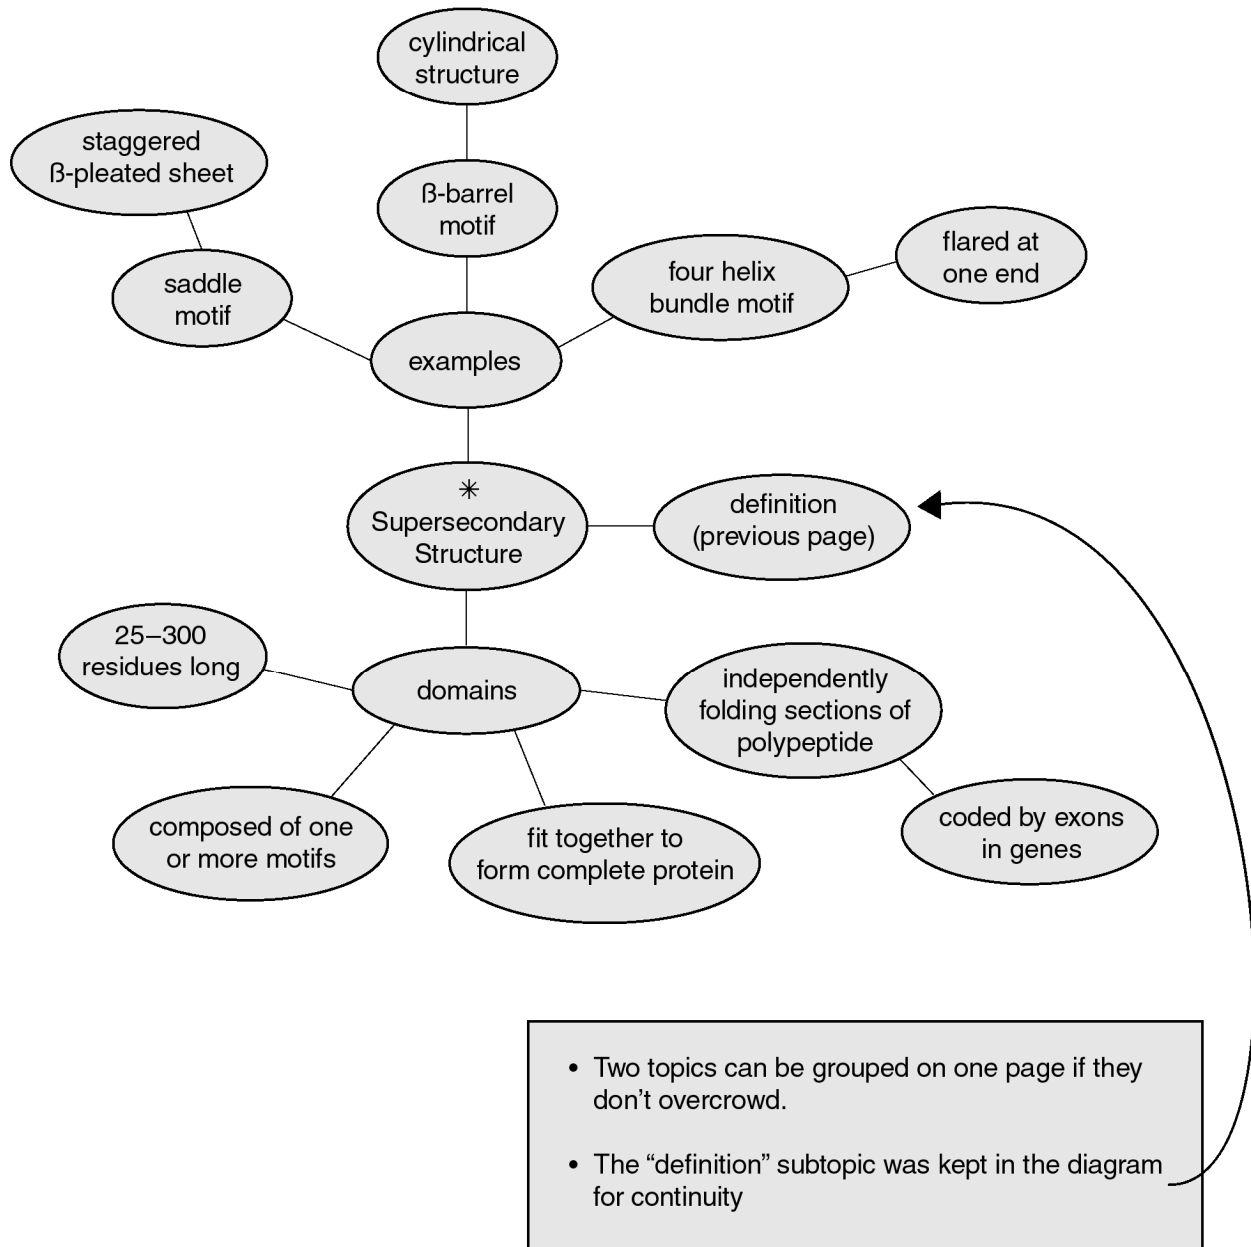 cylindrical
structure
staggered
ß-pleated sheet
ß-barrel
motif
flared at
one end
four helix
bundle motif
saddle
motif
examples
*
Supersecondary
Structure
definition
(previous page)
25–300
residues long
domains
independently
folding sections of
polypeptide
composed of one
or more motifs
fit together to
form complete protein
coded by exons
in genes
• Two topics can be grouped on one page if they
don’t overcrowd.
• The “definition” subtopic was kept in the diagram
for continuity